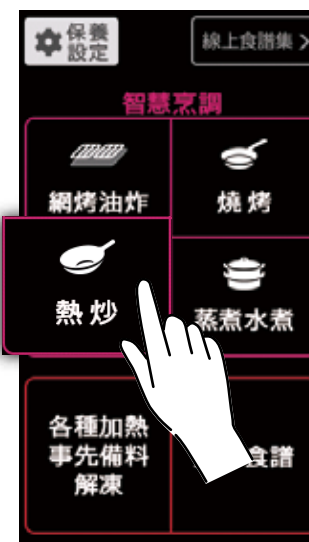 保養
設定
線上食譜集
智慧烹調
網烤油炸
燒烤
熱炒
蒸煮水煮
各種加熱
事先備料
解凍
食譜